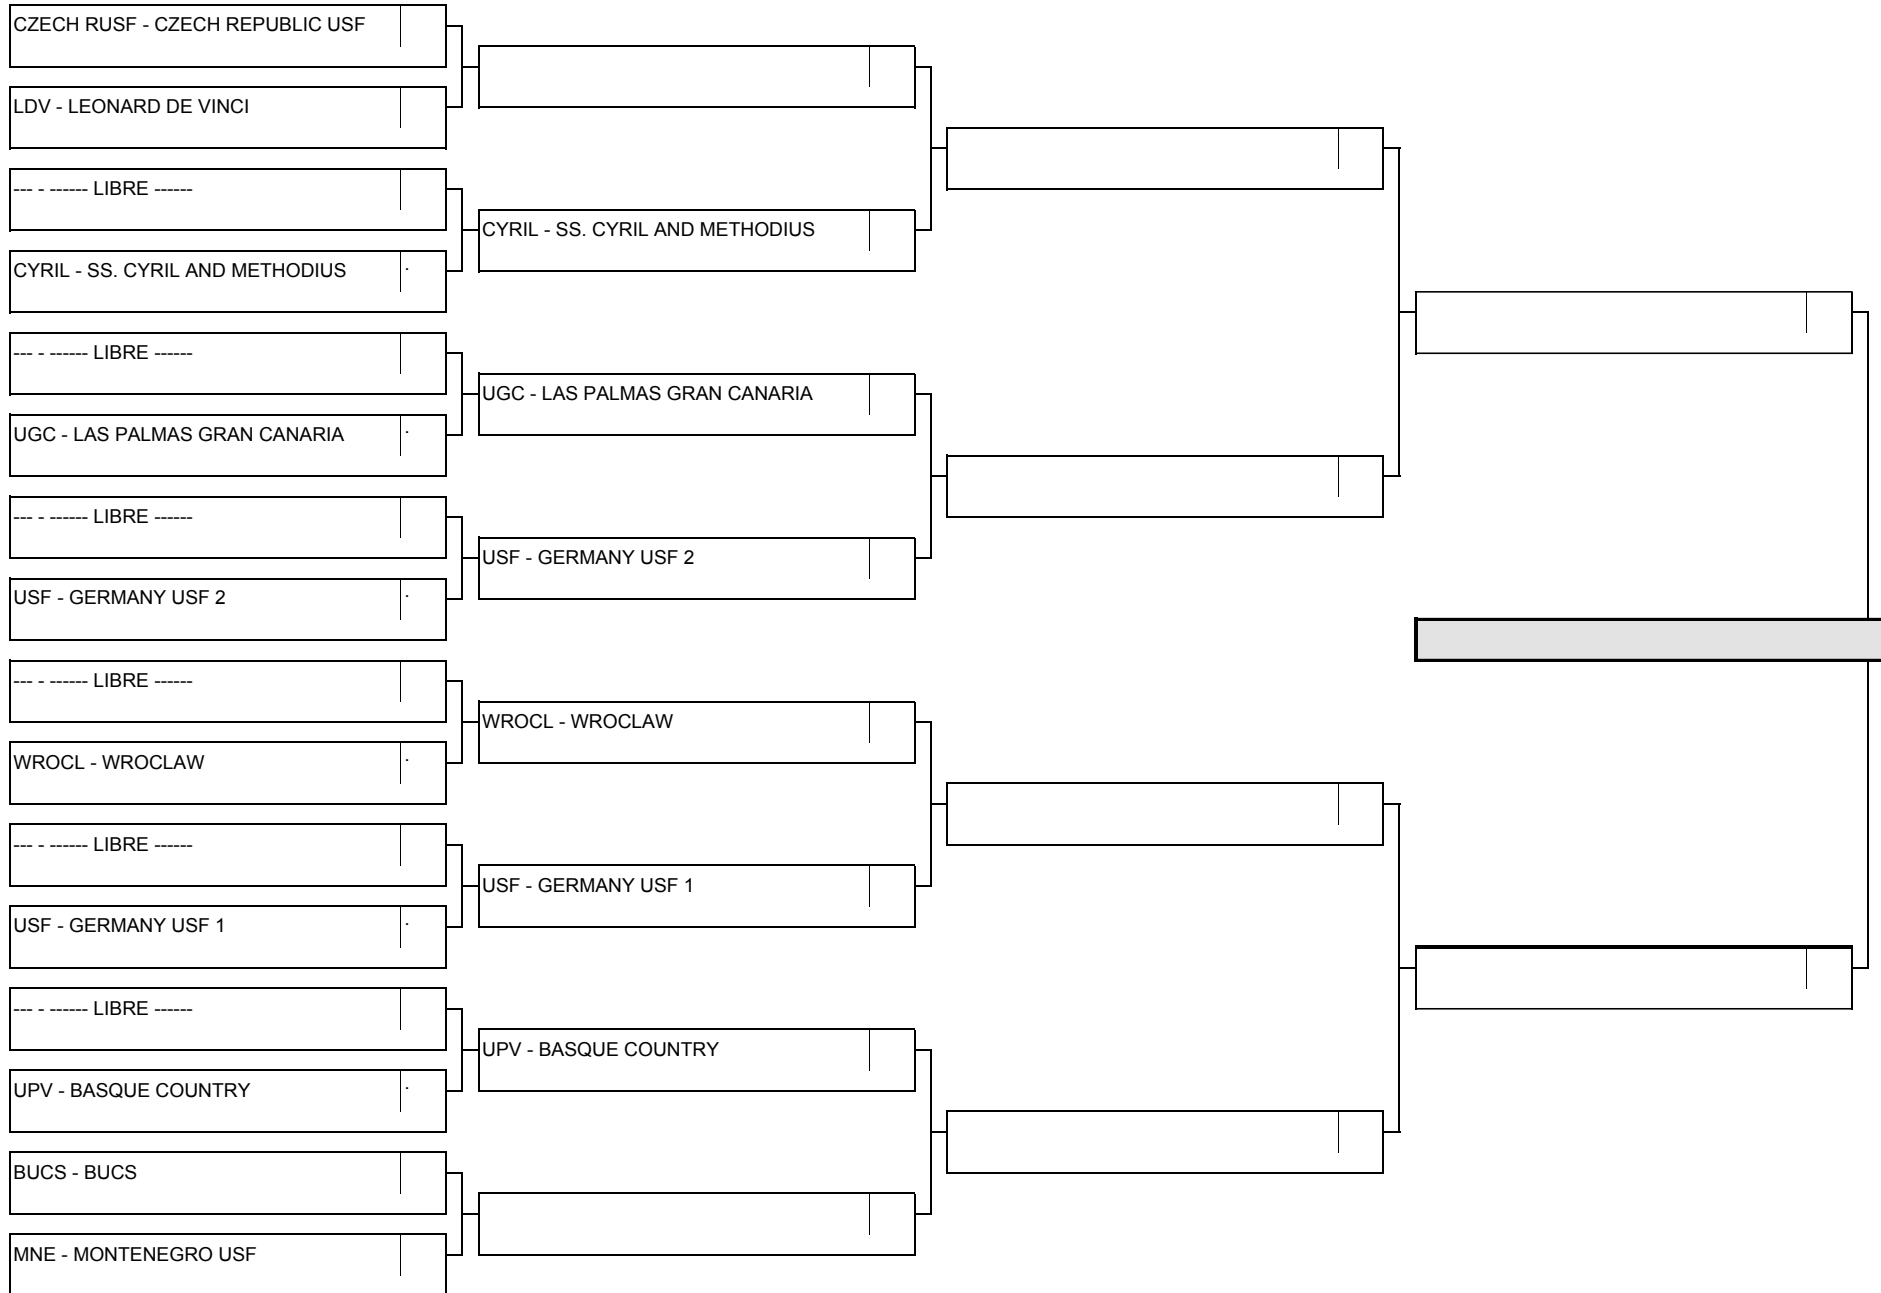 CZECH RUSF - CZECH REPUBLIC USF
LDV - LEONARD DE VINCI
--- - ------ LIBRE ------
CYRIL - SS. CYRIL AND METHODIUS
CYRIL - SS. CYRIL AND METHODIUS .
--- - ------ LIBRE ------
UGC - LAS PALMAS GRAN CANARIA
UGC - LAS PALMAS GRAN CANARIA .
--- - ------ LIBRE ------
USF - GERMANY USF 2
USF - GERMANY USF 2 .
--- - ------ LIBRE ------
WROCL - WROCLAW
WROCL - WROCLAW .
--- - ------ LIBRE ------
USF - GERMANY USF 1
USF - GERMANY USF 1 .
--- - ------ LIBRE ------
UPV - BASQUE COUNTRY
UPV - BASQUE COUNTRY .
BUCS - BUCS
MNE - MONTENEGRO USF